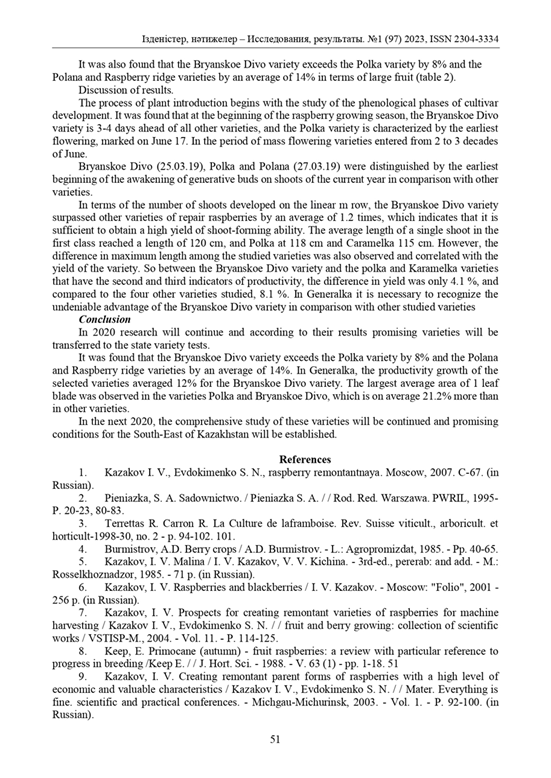 Ізденістер, нәтижелер – Исследования, результаты. №1 (97) 2023, ISSN 2304-3334
It was also found that the Bryanskoe Divo variety exceeds the Polka variety by 8% and the
Polana and Raspberry ridge varieties by an average of 14% in terms of large fruit (table 2).
Discussion of results.
The process of plant introduction begins with the study of the phenological phases of cultivar
development. It was found that at the beginning of the raspberry growing season, the Bryanskoe Divo
variety is 3-4 days ahead of all other varieties, and the Polka variety is characterized by the earliest
flowering, marked on June 17. In the period of mass flowering varieties entered from 2 to 3 decades
of June.
Bryanskoe Divo (25.03.19), Polka and Polana (27.03.19) were distinguished by the earliest
beginning of the awakening of generative buds on shoots of the current year in comparison with other
varieties.
In terms of the number of shoots developed on the linear m row, the Bryanskoe Divo variety
surpassed other varieties of repair raspberries by an average of 1.2 times, which indicates that it is
sufficient to obtain a high yield of shoot-forming ability. The average length of a single shoot in the
first class reached a length of 120 cm, and Polka at 118 cm and Caramelka 115 cm. However, the
difference in maximum length among the studied varieties was also observed and correlated with the
yield of the variety. So between the Bryanskoe Divo variety and the polka and Karamelka varieties
that have the second and third indicators of productivity, the difference in yield was only 4.1 %, and
compared to the four other varieties studied, 8.1 %. In Generalka it is necessary to recognize the
undeniable advantage of the Bryanskoe Divo variety in comparison with other studied varieties
Conclusion
In 2020 research will continue and according to their results promising varieties will be
transferred to the state variety tests.
It was found that the Bryanskoe Divo variety exceeds the Polka variety by 8% and the Polana
and Raspberry ridge varieties by an average of 14%. In Generalka, the productivity growth of the
selected varieties averaged 12% for the Bryanskoe Divo variety. The largest average area of 1 leaf
blade was observed in the varieties Polka and Bryanskoe Divo, which is on average 21.2% more than
in other varieties.
In the next 2020, the comprehensive study of these varieties will be continued and promising
conditions for the South-East of Kazakhstan will be established.
References
1. Kazakov I. V., Evdokimenko S. N., raspberry remontantnaya. Moscow, 2007. C-67. (in
Russian).
2. Pieniazka, S. A. Sadownictwo. / Pieniazka S. A. / / Rod. Red. Warszawa. PWRIL, 1995-
P. 20-23, 80-83.
3. Terrettas R. Carron R. La Culture de laframboise. Rev. Suisse viticult., arboricult. et
horticult-1998-30, no. 2 - p. 94-102. 101.
4. Burmistrov, A.D. Berry crops / A.D. Burmistrov. - L.: Agropromizdat, 1985. - Pp. 40-65.
5. Kazakov, I. V. Malina / I. V. Kazakov, V. V. Kichina. - 3rd-ed., pererab: and add. - M.:
Rosselkhoznadzor, 1985. - 71 p. (in Russian).
6. Kazakov, I. V. Raspberries and blackberries / I. V. Kazakov. - Moscow: "Folio", 2001 -
256 p. (in Russian).
7. Kazakov, I. V. Prospects for creating remontant varieties of raspberries for machine
harvesting / Kazakov I. V., Evdokimenko S. N. / / fruit and berry growing: collection of scientific
works / VSTISP-M., 2004. - Vol. 11. - P. 114-125.
8. Keep, E. Primocane (autumn) - fruit raspberries: a review with particular reference to
progress in breeding /Keep E. / / J. Hort. Sci. - 1988. - V. 63 (1) - pp. 1-18. 51
9. Kazakov, I. V. Creating remontant parent forms of raspberries with a high level of
economic and valuable characteristics / Kazakov I. V., Evdokimenko S. N. / / Mater. Everything is
fine. scientific and practical conferences. - Michgau-Michurinsk, 2003. - Vol. 1. - P. 92-100. (in
Russian).
51